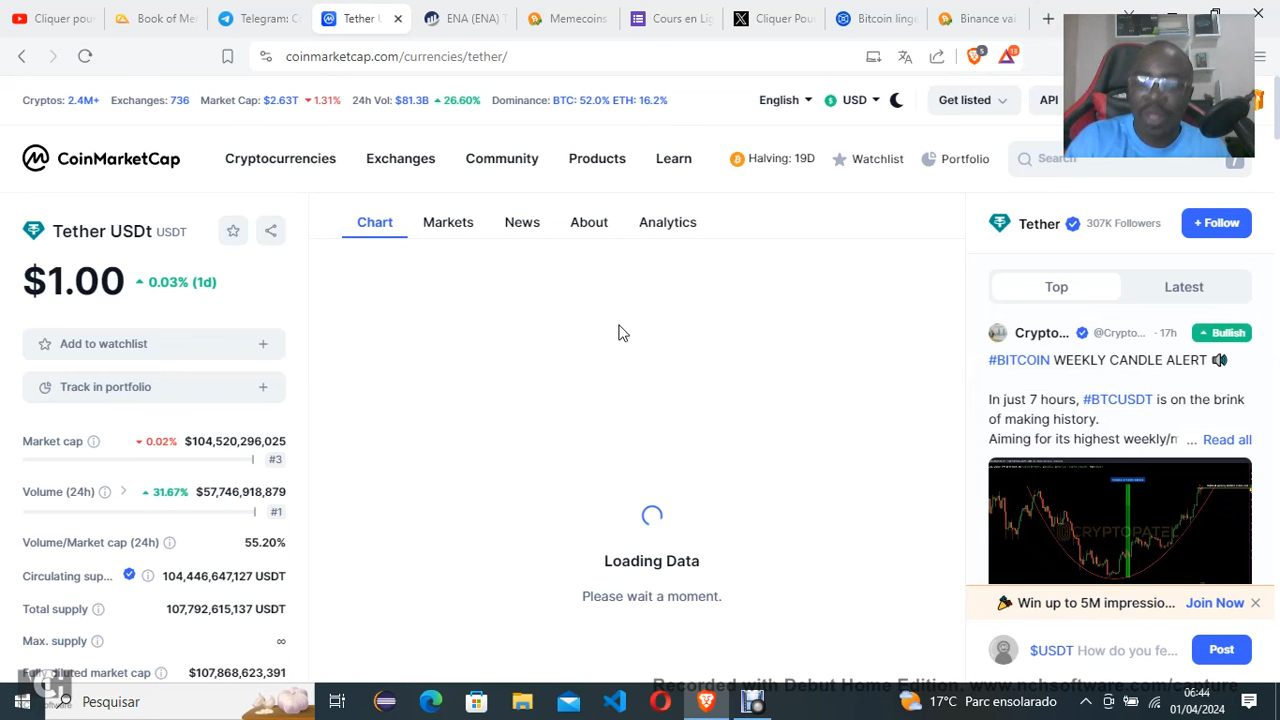 Cliquer pou
Book of Me
Telegram: C
Tether U
ENA (ENA) T
Memecoins
Cours en Lig
Cliquer Pou
Bitcoin linge
Binance va
coinmarketcap.com/currencies/tether/
5
13
Cryptos: 2.4M+ Exchanges: 736 Market Cap: $2.63T 1.31% 24h Vol: $81.3B 26.60% Dominance: BTC: 52.0% ETH: 16.2%
English USD Get listed API
CoinMarketCap Cryptocurrencies Exchanges Community Products Learn Halving: 19D Watchlist Portfolio Search /
Tether USDt USDT
$1.00 0.03% (1d)
Add to watchlist +
Track in portfolio +
Market cap 0.02% $104,520,296,025
#3
Volume (24h) 31.67% $57,746,918,879
#1
Volume/Market cap (24h) 55.20%
Circulating sup... 104,446,647,127 USDT
Total supply 107,792,615,137 USDT
Max. supply ∞
Fully diluted market cap $107,868,623,391
Chart Markets News About Analytics
Loading Data
Please wait a moment.
Tether 307K Followers + Follow
Top Latest
Crypto... @Crypto... · 17h Bullish
#BITCOIN WEEKLY CANDLE ALERT
In just 7 hours, #BTCUSDT is on the brink
of making history.
Aiming for its highest weekly/m ... Read all
CRYPTOPATEL
Win up to 5M impressio... Join Now
$USDT How do you fe... Post
Recorded with Debut Home Edition. www.nchsoftware.com/capture
Pesquisar
17°C Parc ensolarado
06:44
01/04/2024